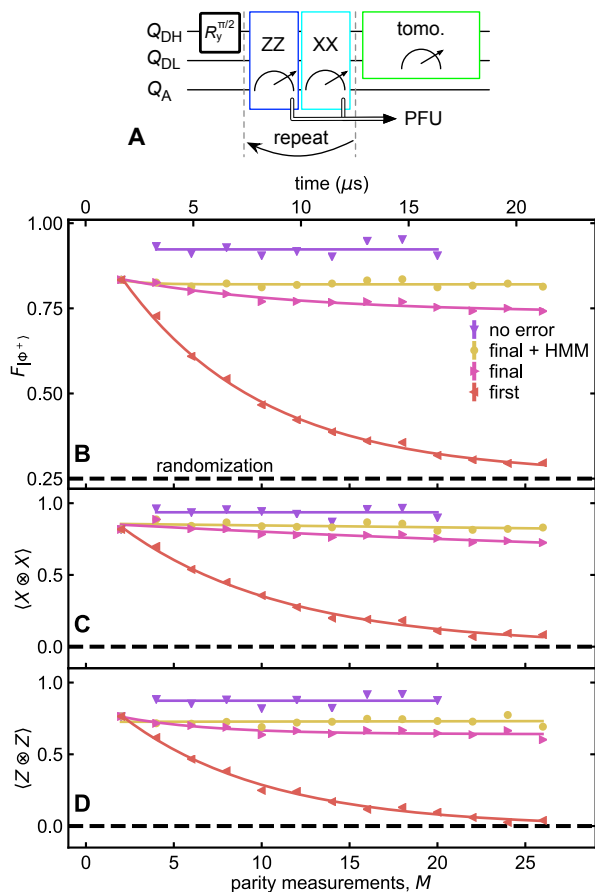 Q_DH R_y^π/2 ZZ XX tomo.
Q_DL
Q_A
PFU
A repeat
time (μs)
0 5 10 15 20
1.00
0.75
0.50
0.25
F_|Φ⁺⟩
no error
final + HMM
final
first
B randomization
1.0
0.5
0.0
⟨X ⊗ X⟩
C
1.0
0.5
0.0
⟨Z ⊗ Z⟩
D
0 5 10 15 20 25
parity measurements, M